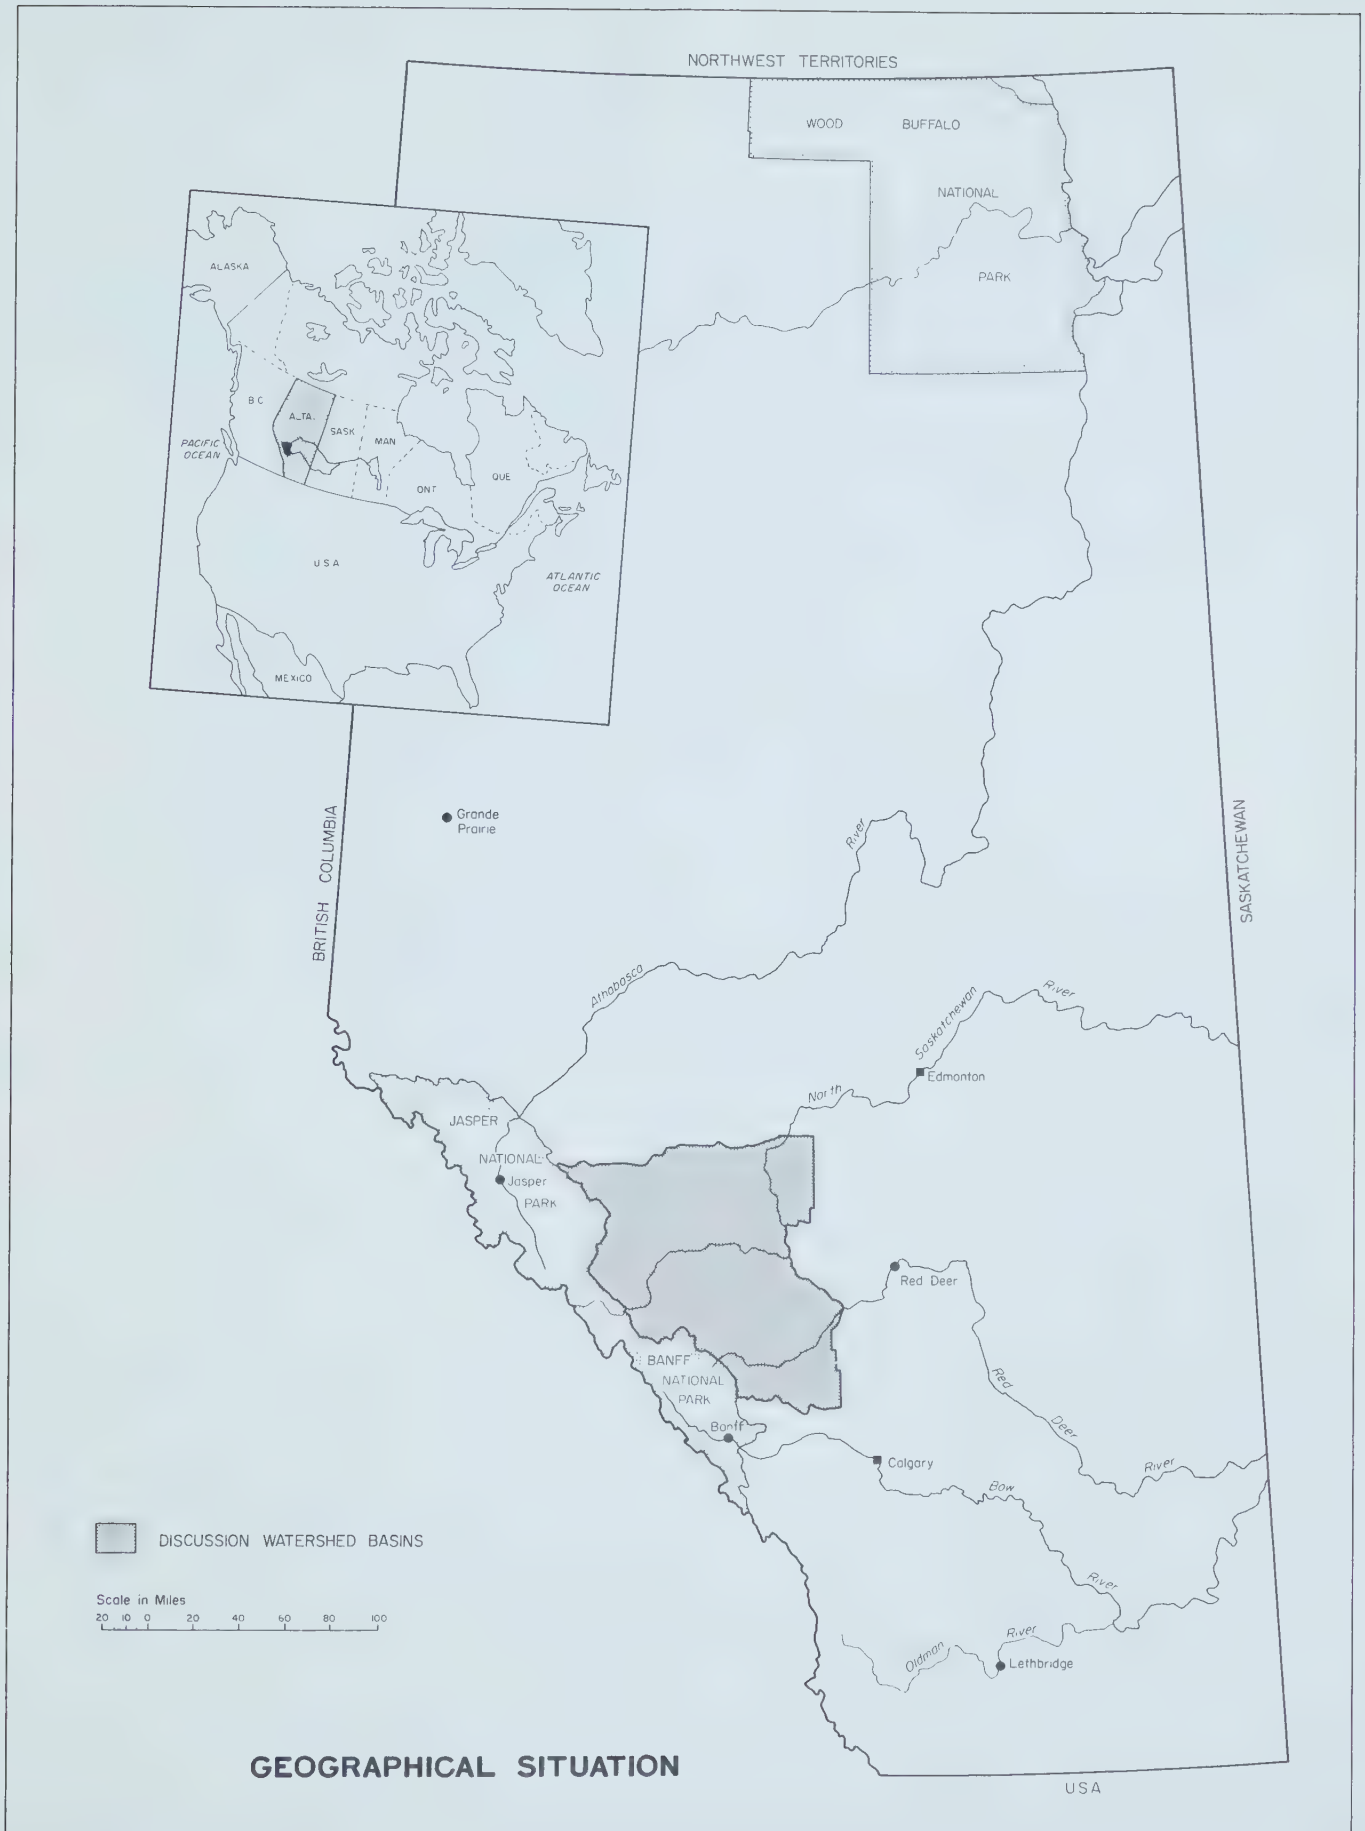 NORTHWEST TERRITORIES
WOOD BUFFALO
NATIONAL
PARK
ALASKA
B C
ALTA.
SASK
MAN
ONT
QUE
PACIFIC
OCEAN
U S A
ATLANTIC
OCEAN
MEXICO
BRITISH COLUMBIA
SASKATCHEWAN
Grande
Prairie
Athabasca River
North Saskatchewan River
Edmonton
JASPER
NATIONAL
Jasper
PARK
Red Deer
BANFF
NATIONAL
PARK
Banff
Calgary
Red Deer River
Bow River
Oldman River
Lethbridge
DISCUSSION WATERSHED BASINS
Scale in Miles
20 10 0 20 40 60 80 100
GEOGRAPHICAL SITUATION
USA